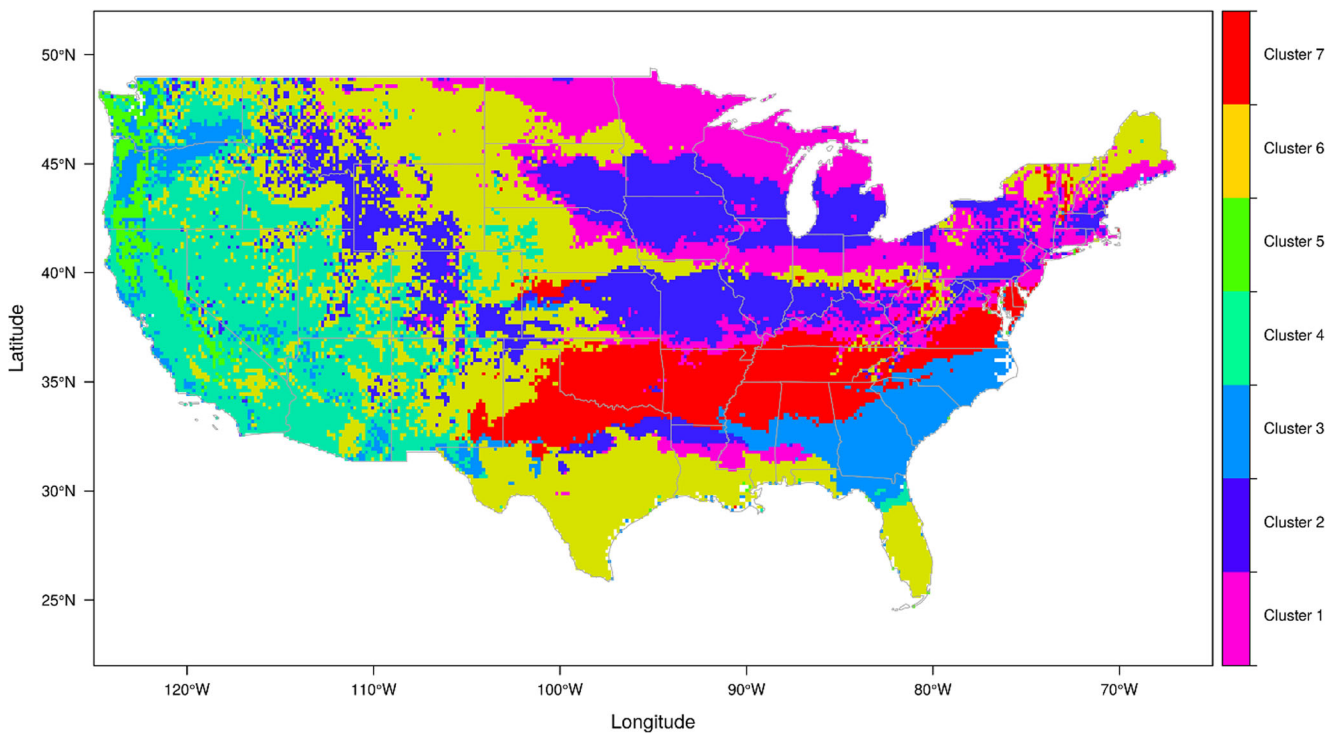 50°N
45°N
40°N
35°N
30°N
25°N
Latitude
120°W
110°W
100°W
90°W
80°W
70°W
Longitude
Cluster 7
Cluster 6
Cluster 5
Cluster 4
Cluster 3
Cluster 2
Cluster 1